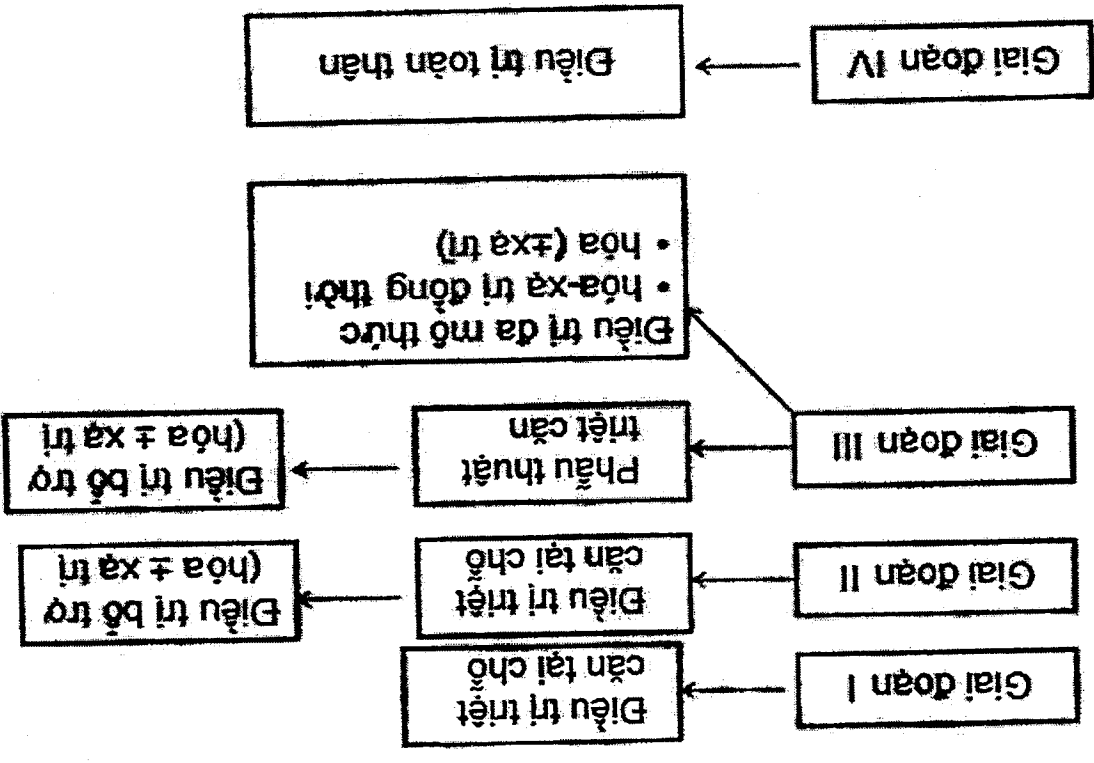 Giai đoạn I
Điều trị triệt
căn tại chỗ
Giai đoạn II
Điều trị triệt
căn tại chỗ
Điều trị bổ trợ
(hóa ± xạ trị
Giai đoạn III
Phẫu thuật
triệt căn
Điều trị bổ trợ
(hóa ± xạ trị
Điều trị đa mô thức
• hóa-xạ trị đồng thời
• hóa (±xạ trị)
Giai đoạn IV
Điều trị toàn thân